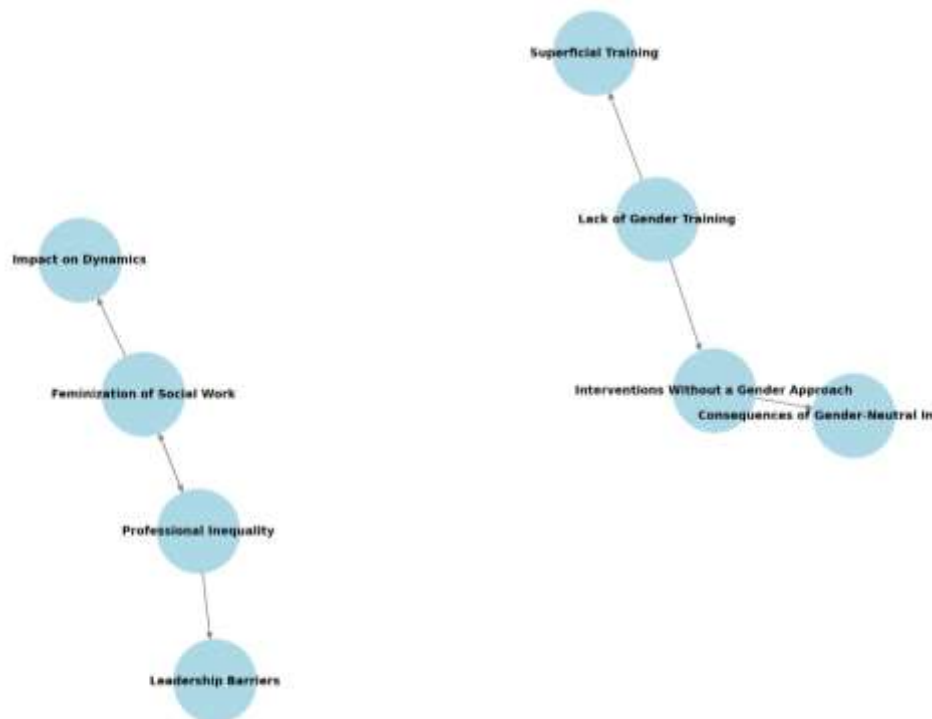 Superficial Training
Lack of Gender Training
Impact on Dynamics
Feminization of Social Work
Interventions Without a Gender Approach
Consequences of Gender-Neutral In
Professional Inequality
Leadership Barriers